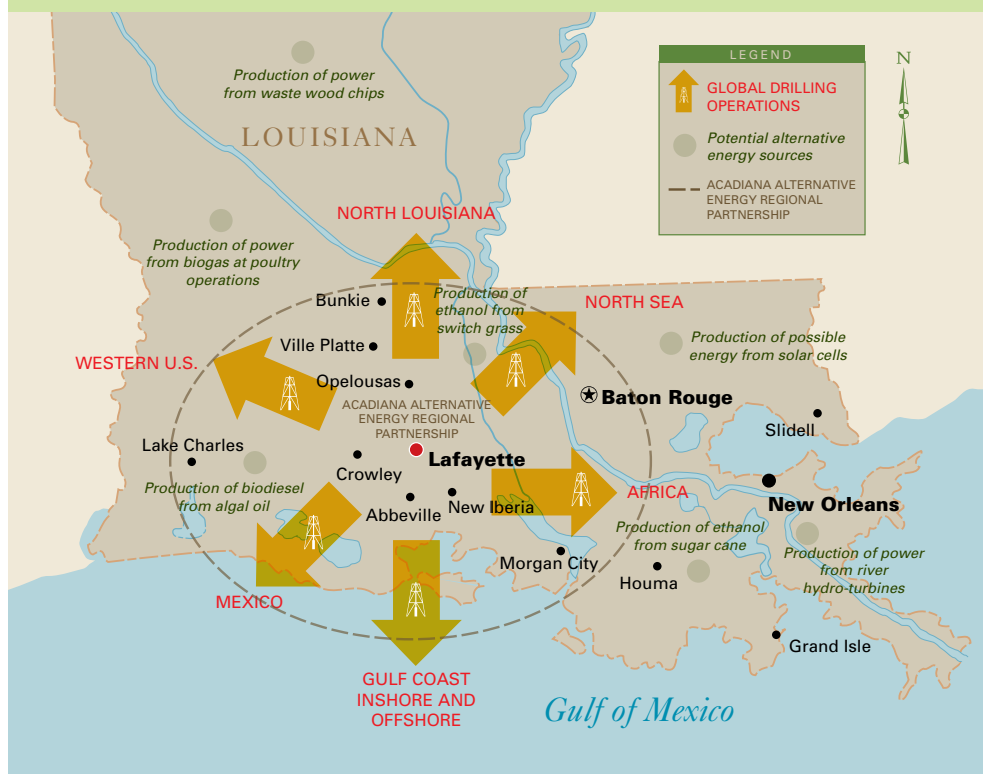 Production of power
from waste wood chips
LOUISIANA
LEGEND
GLOBAL DRILLING
OPERATIONS
Potential alternative
energy sources
ACADIANA ALTERNATIVE
ENERGY REGIONAL
PARTNERSHIP
N
NORTH LOUISIANA
Production of power
from biogas at poultry
operations
Bunkie
Production of
ethanol from
switch grass
NORTH SEA
Production of possible
energy from solar cells
Ville Platte
WESTERN U.S.
Opelousas
Baton Rouge
ACADIANA ALTERNATIVE
ENERGY REGIONAL
PARTNERSHIP
Slidell
Lake Charles
Lafayette
Crowley
Production of biodiesel
from algal oil
AFRICA
New Iberia
Abbeville
New Orleans
Production of ethanol
from sugar cane
Morgan City
Houma
Production of power
from river
hydro-turbines
MEXICO
Grand Isle
GULF COAST
INSHORE AND
OFFSHORE
Gulf of Mexico